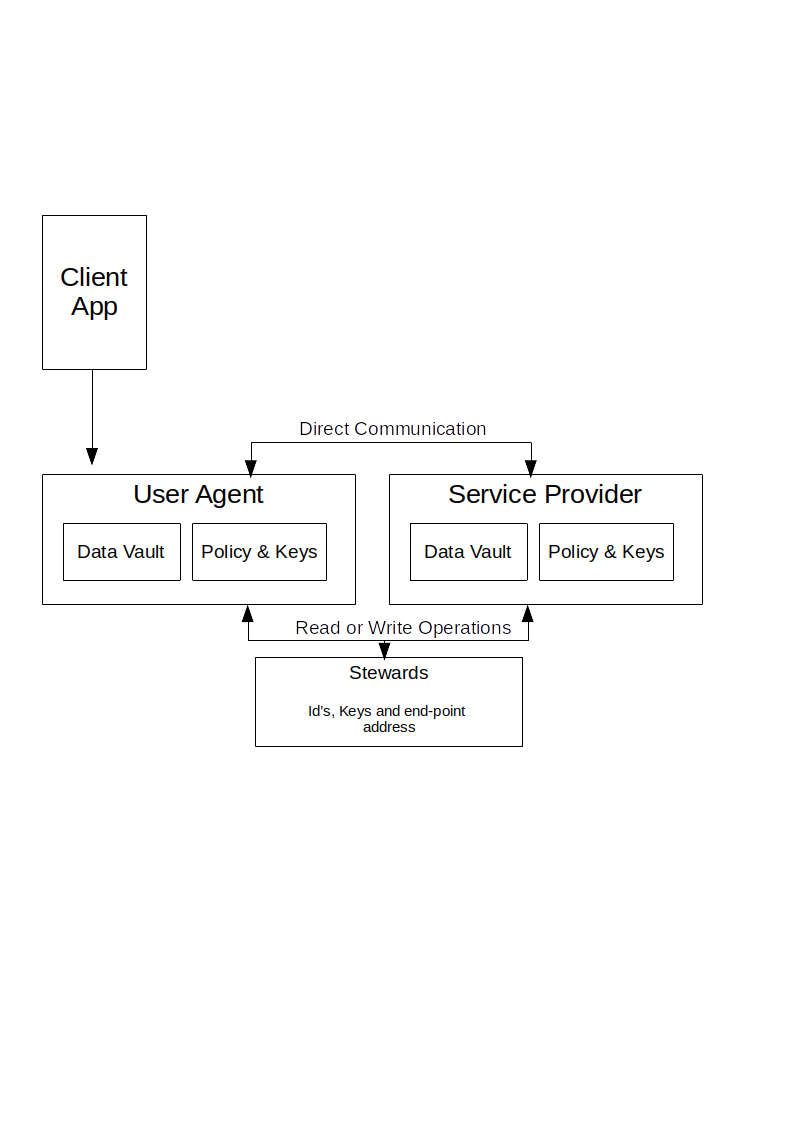 Client
App
Direct Communication
User Agent
Data Vault
Policy & Keys
Service Provider
Data Vault
Policy & Keys
Read or Write Operations
Stewards
Id's, Keys and end-point
address